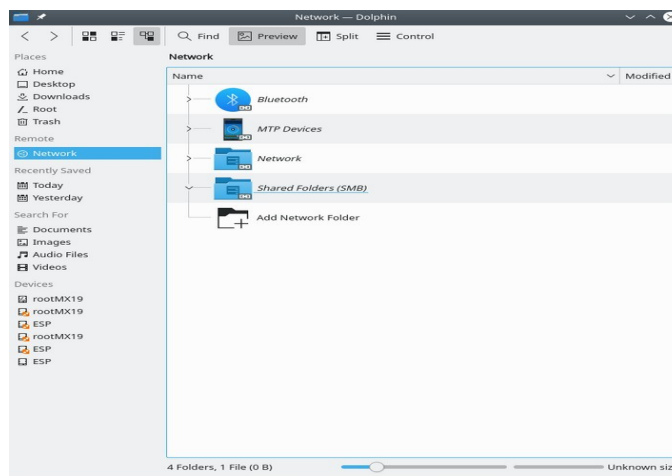 Network — Dolphin
Find Preview Split Control
Places
Home
Desktop
Downloads
Root
Trash
Remote
Network
Recently Saved
Today
Yesterday
Search For
Documents
Images
Audio Files
Videos
Devices
rootMX19
rootMX19
ESP
rootMX19
ESP
ESP
Network
Name Modified
Bluetooth
MTP Devices
Network
Shared Folders (SMB)
Add Network Folder
4 Folders, 1 File (0 B) Unknown siz